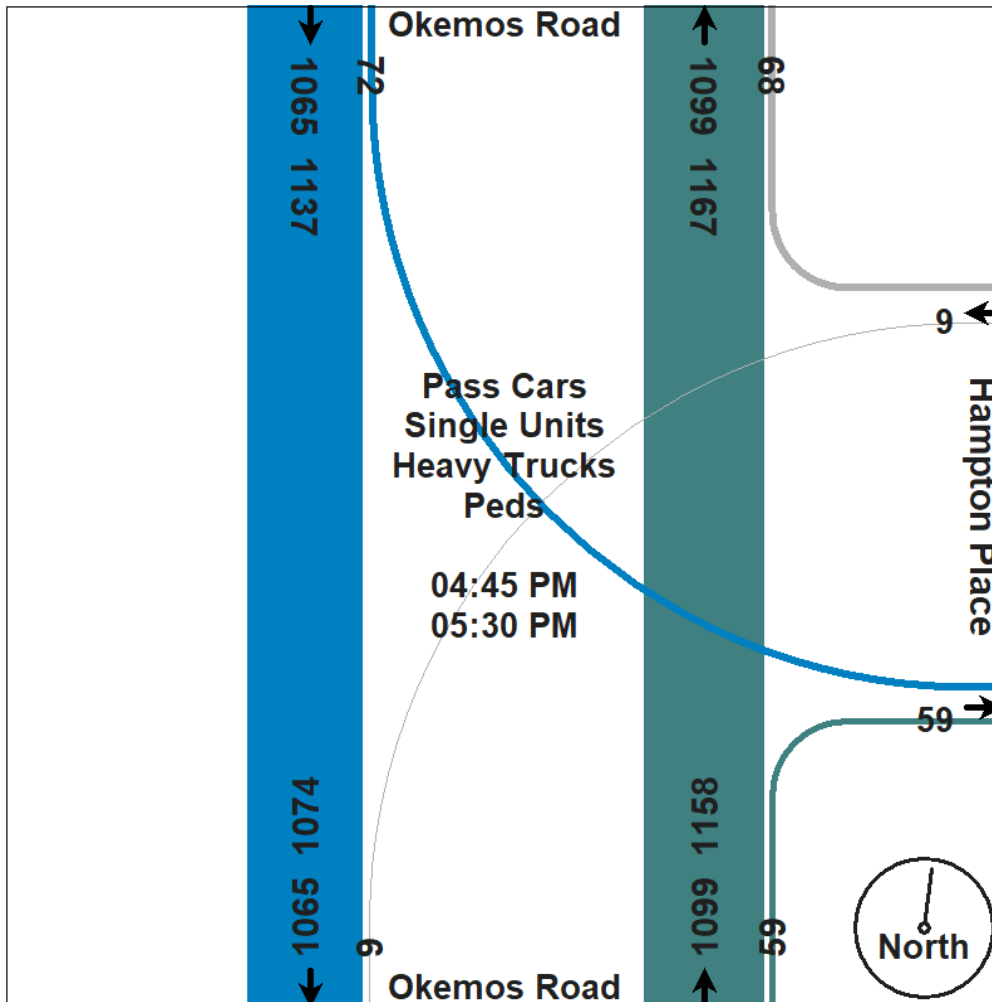 Okemos Road
1065 1137
72
1099 1167
68
9
Pass Cars
Single Units
Heavy Trucks
Peds
Hampton Place
04:45 PM
05:30 PM
59
1065 1074
9
1099 1158
59
North
Okemos Road